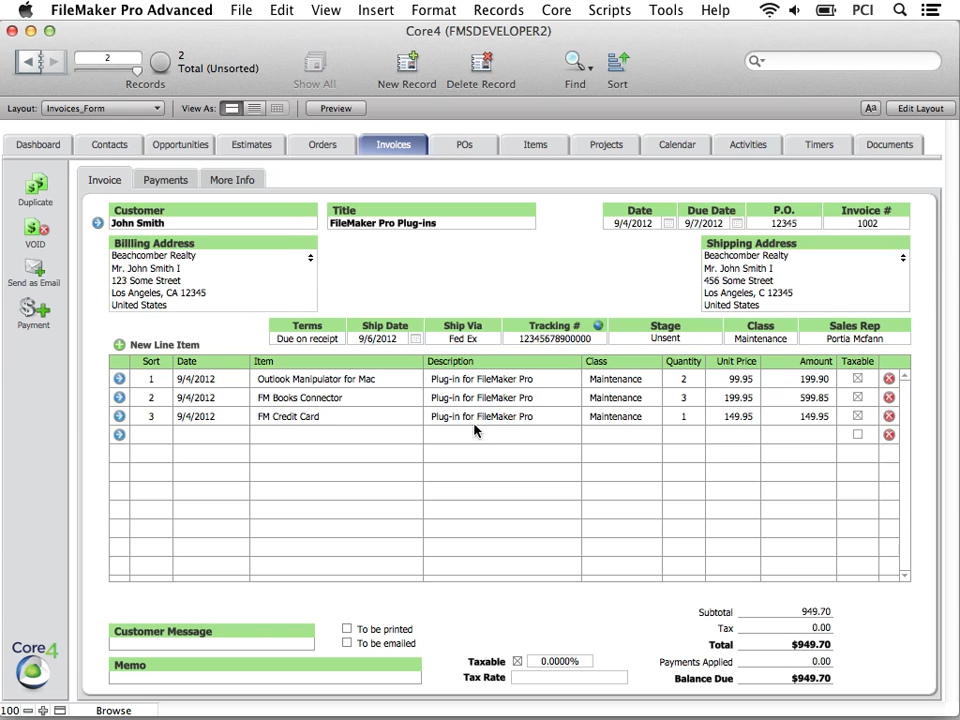 FileMaker Pro Advanced File Edit View Insert Format Records Core Scripts Tools Help PCI
Core4 (FMSDEVELOPER2)
2
2
Total (Unsorted)
Records
Show All
New Record
Delete Record
Find
Sort
Layout: Invoices_Form View As: Preview Aa Edit Layout
Dashboard Contacts Opportunities Estimates Orders Invoices POs Items Projects Calendar Activities Timers Documents
Invoice Payments More Info
Duplicate
VOID
Send as Email
Payment
Customer
John Smith
Title
FileMaker Pro Plug-ins
Date Due Date P.O. Invoice #
9/4/2012 9/7/2012 12345 1002
Billling Address
Beachcomber Realty
Mr. John Smith I
123 Some Street
Los Angeles, CA 12345
United States
Shipping Address
Beachcomber Realty
Mr. John Smith I
456 Some Street
Los Angeles, C 12345
United States
Terms Ship Date Ship Via Tracking # Stage Class Sales Rep
Due on receipt 9/6/2012 Fed Ex 12345678900000 Unsent Maintenance Portia Mcfann
New Line Item
Sort Date Item Description Class Quantity Unit Price Amount Taxable
1 9/4/2012 Outlook Manipulator for Mac Plug-in for FileMaker Pro Maintenance 2 99.95 199.90
2 9/4/2012 FM Books Connector Plug-in for FileMaker Pro Maintenance 3 199.95 599.85
3 9/4/2012 FM Credit Card Plug-in for FileMaker Pro Maintenance 1 149.95 149.95
Subtotal 949.70
Tax 0.00
Total $949.70
Payments Applied 0.00
Balance Due $949.70
Customer Message
To be printed
To be emailed
Memo
Taxable 0.0000%
Tax Rate
Core4
100 Browse